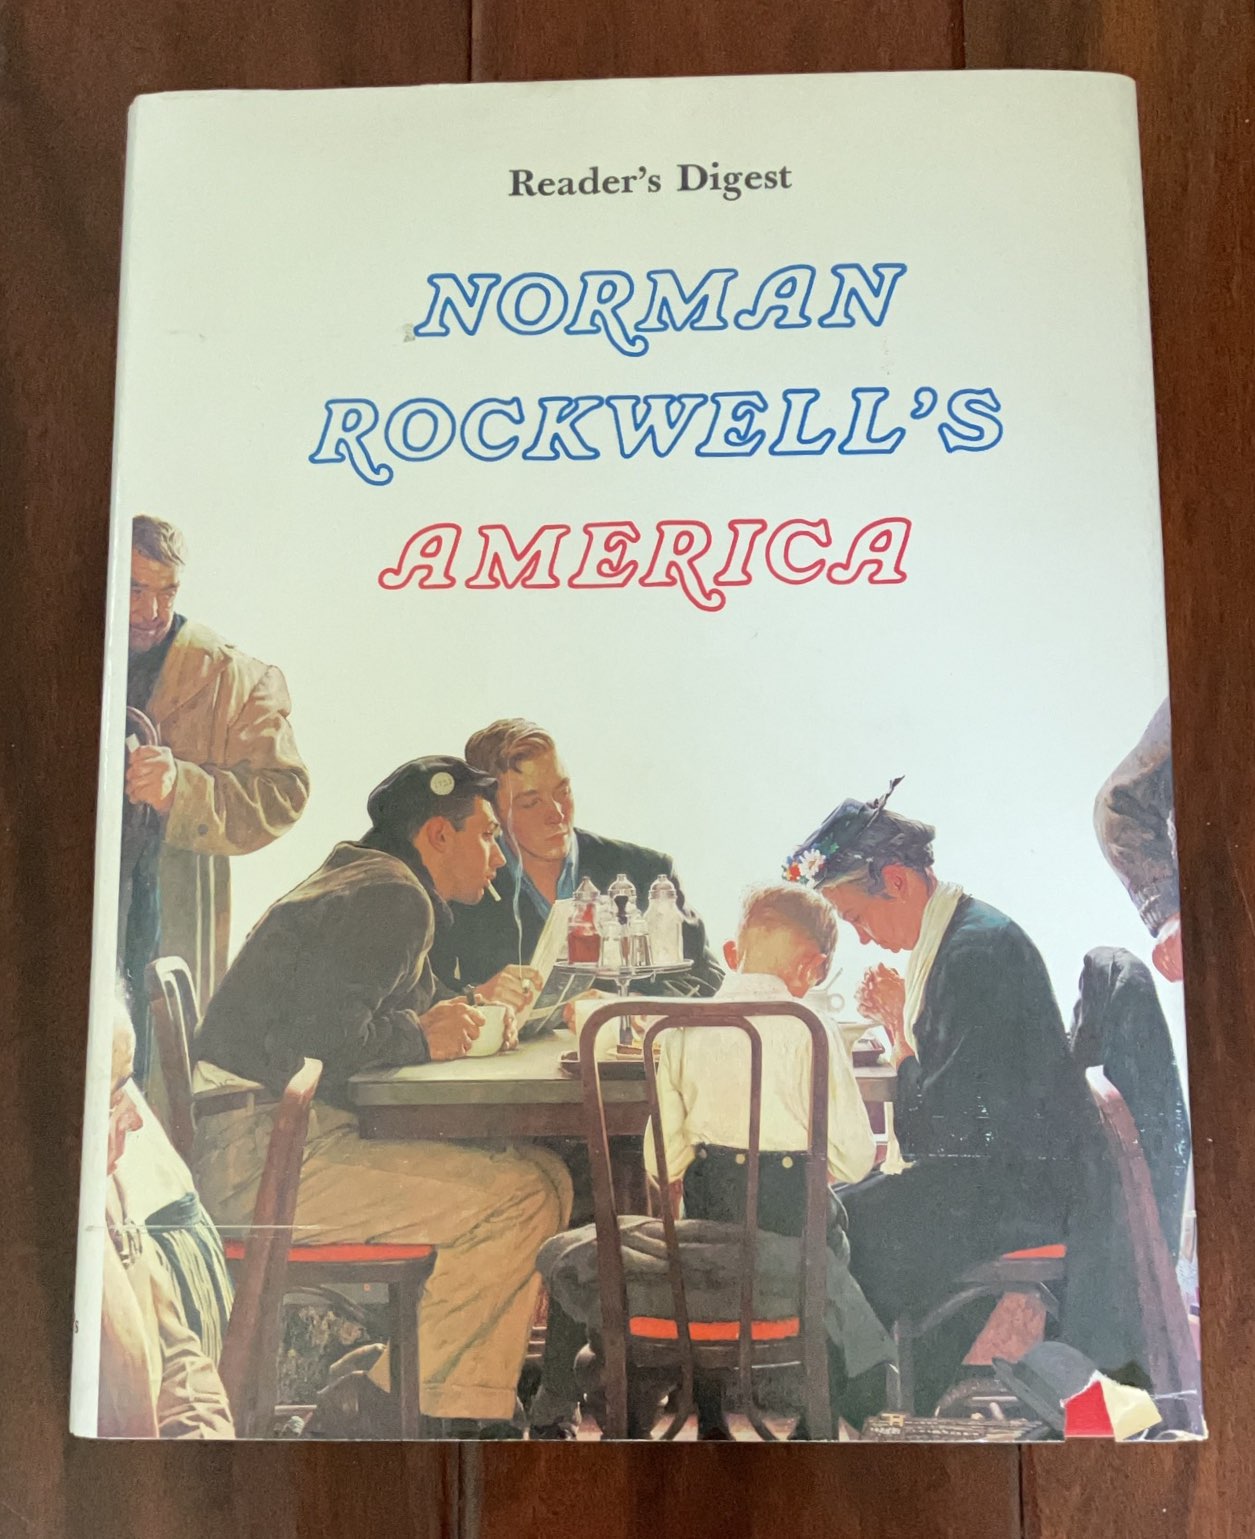 Reader’s Digest
NORMAN
ROCKWELL’S
AMERICA